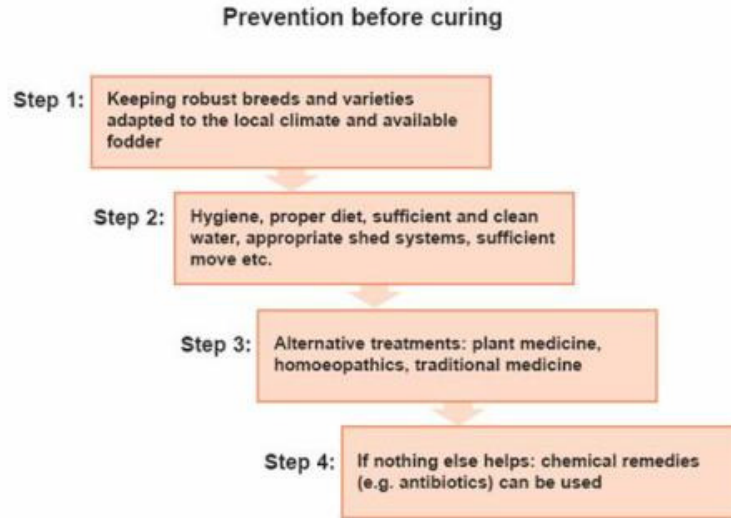 Prevention before curing
Step 1:
Keeping robust breeds and varieties
adapted to the local climate and available
fodder
Step 2:
Hygiene, proper diet, sufficient and clean
water, appropriate shed systems, sufficient
move etc.
Step 3:
Alternative treatments: plant medicine,
homoeopathics, traditional medicine
Step 4:
If nothing else helps: chemical remedies
(e.g. antibiotics) can be used